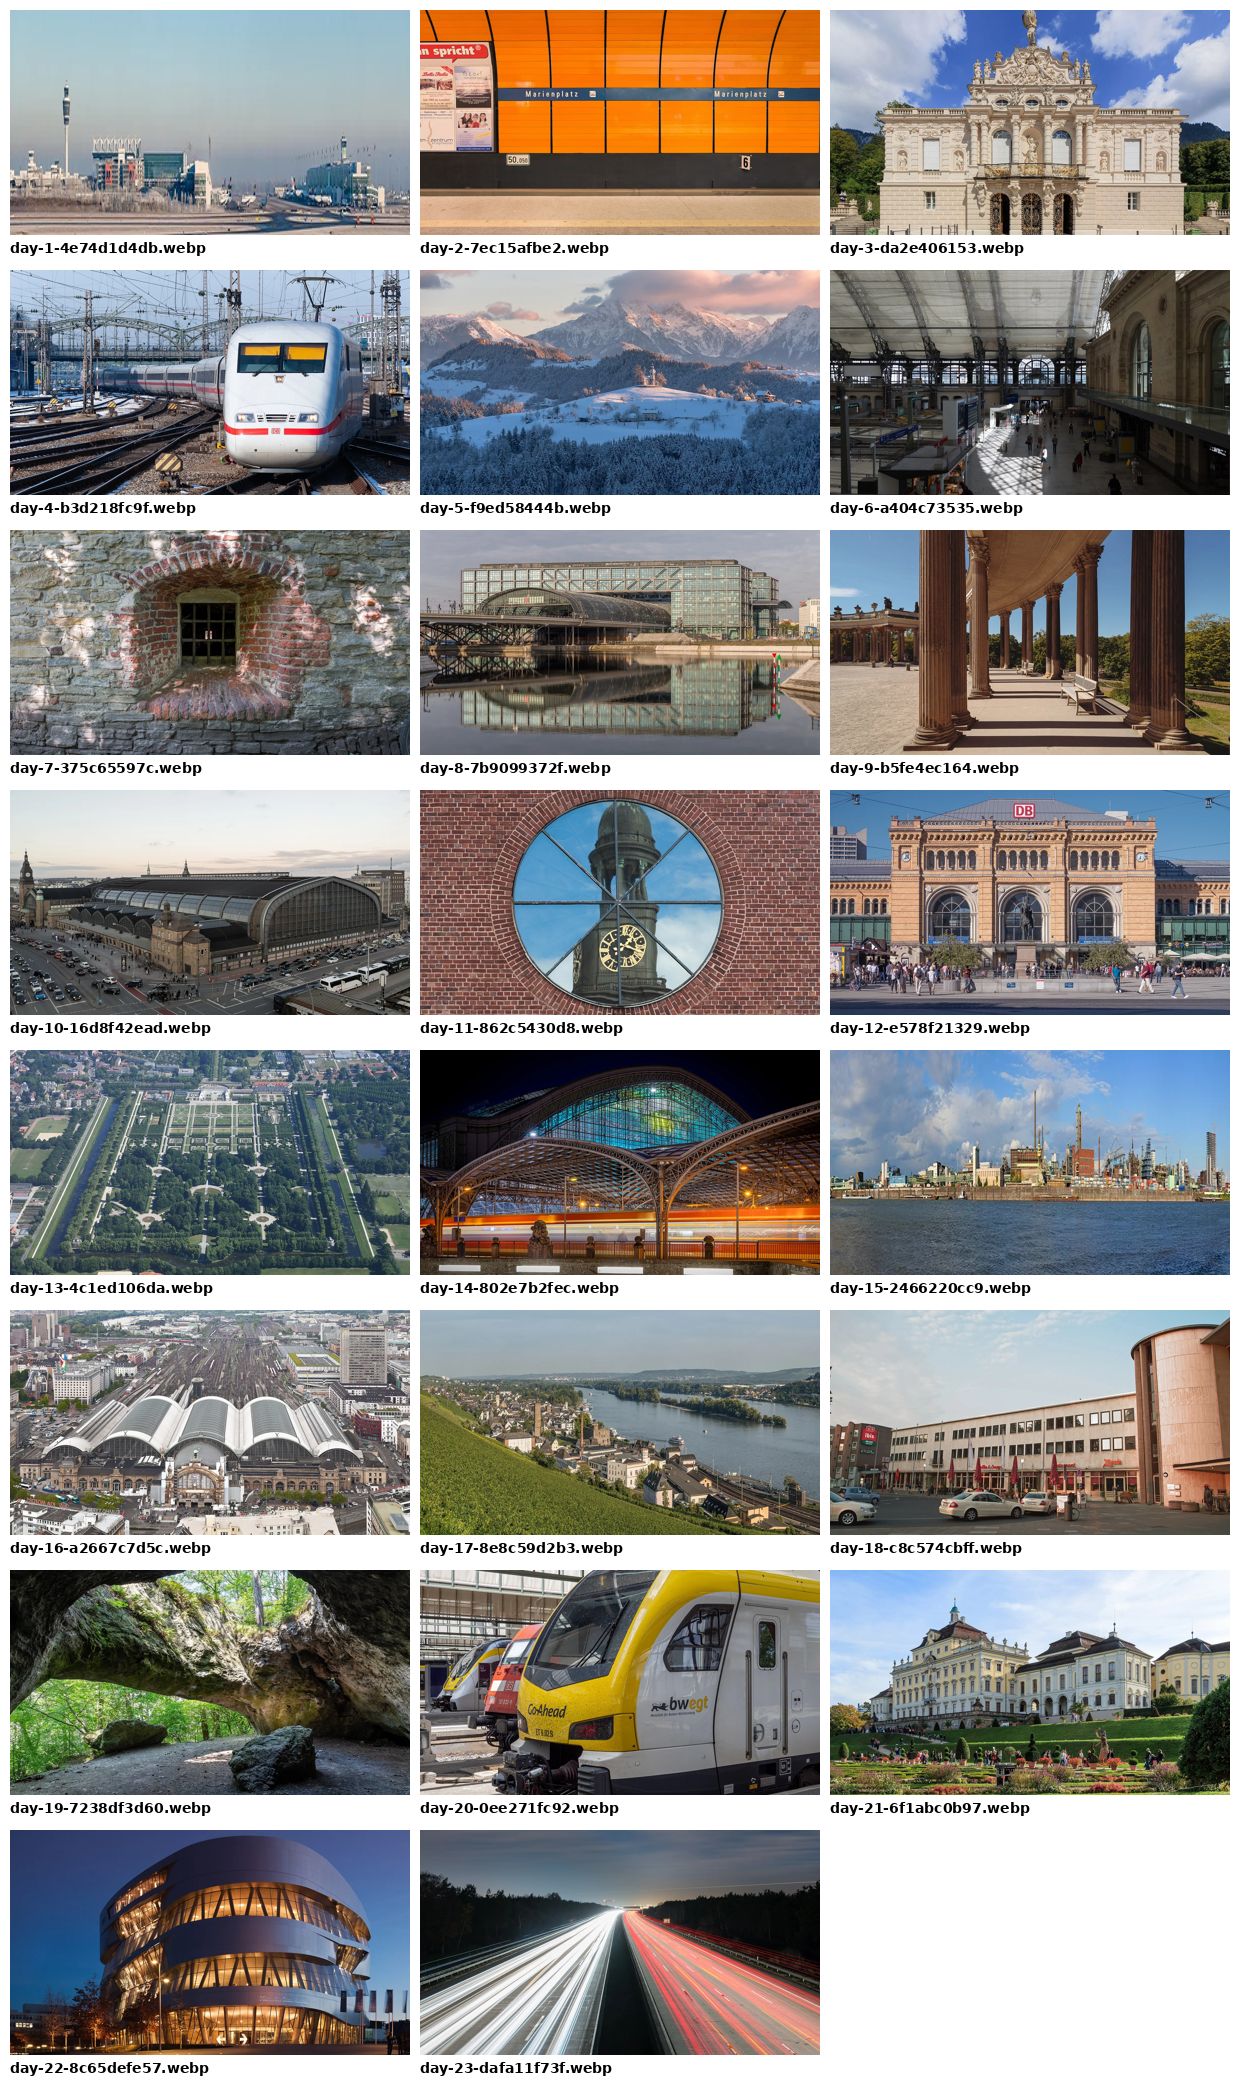 n spricht®
Marienplatz
Marienplatz
50,050
6
day-1-4e74d1d4db.webp
day-2-7ec15afbe2.webp
day-3-da2e406153.webp
DB
day-4-b3d218fc9f.webp
day-5-f9ed58444b.webp
day-6-a404c73535.webp
day-7-375c65597c.webp
day-8-7b9099372f.webp
day-9-b5fe4ec164.webp
DB
day-10-16d8f42ead.webp
day-11-862c5430d8.webp
day-12-e578f21329.webp
day-13-4c1ed106da.webp
day-14-802e7b2fec.webp
day-15-2466220cc9.webp
ibis
day-16-a2667c7d5c.webp
day-17-8e8c59d2b3.webp
day-18-c8c574cbff.webp
Go-Ahead
bwegt
day-19-7238df3d60.webp
day-20-0ee271fc92.webp
day-21-6f1abc0b97.webp
day-22-8c65defe57.webp
day-23-dafa11f73f.webp